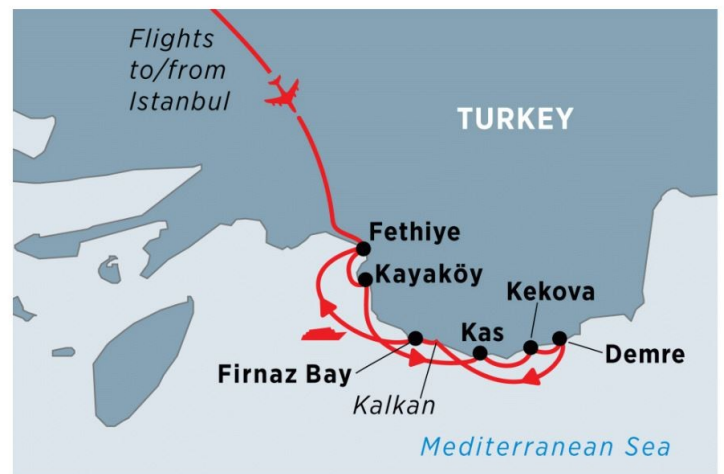 Flights
to/from
Istanbul
TURKEY
Fethiye
Kayaköy
Kekova
Kas
Demre
Firnaz Bay
Kalkan
Mediterranean Sea